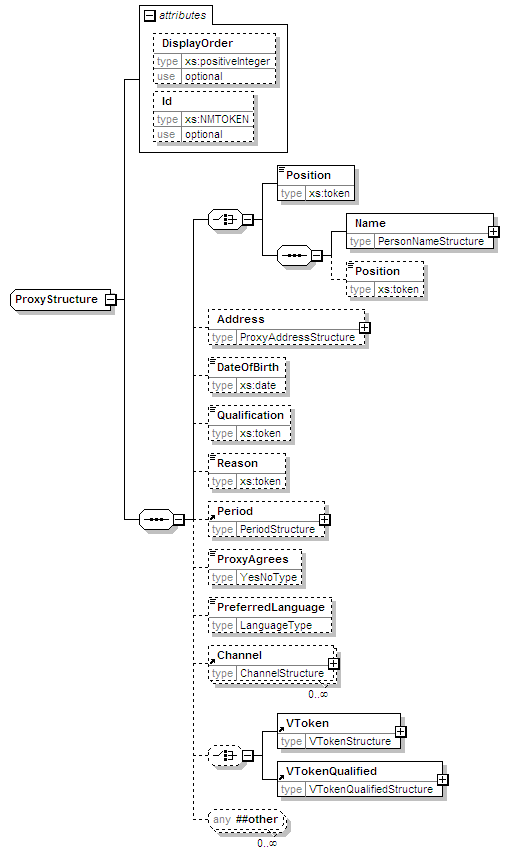 attributes
DisplayOrder
type xs:positiveInteger
use optional
Id
type xs:NMTOKEN
use optional
Position
type xs:token
Name
type PersonNameStructure
Position
type xs:token
ProxyStructure
Address
type ProxyAddressStructure
DateOfBirth
type xs:date
Qualification
type xs:token
Reason
type xs:token
Period
type PeriodStructure
ProxyAgrees
type YesNoType
PreferredLanguage
type LanguageType
Channel
type ChannelStructure
0..∞
VToken
type VTokenStructure
VTokenQualified
type VTokenQualifiedStructure
any ##other
0..∞